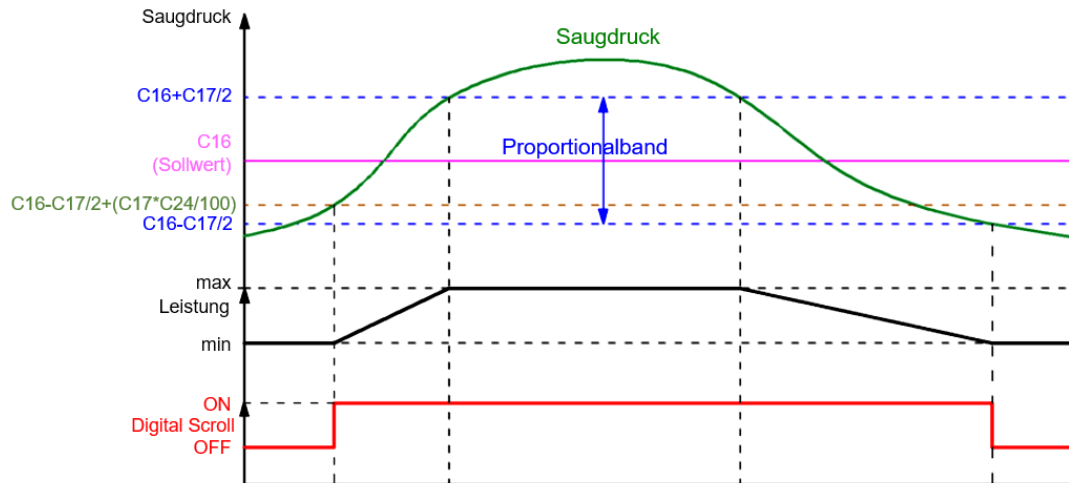 Saugdruck
Saugdruck
C16+C17/2
C16
(Sollwert)
Proportionalband
C16-C17/2+(C17*C24/100)
C16-C17/2
max
Leistung
min
ON
Digital Scroll
OFF